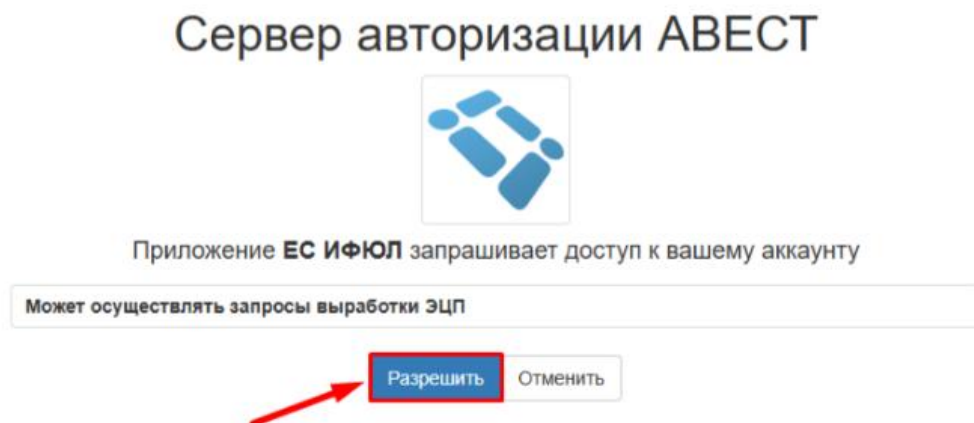 Сервер авторизации АВЕСТ
Приложение ЕС ИФЮЛ запрашивает доступ к вашему аккаунту
Может осуществлять запросы выработки ЭЦП
Разрешить Отменить